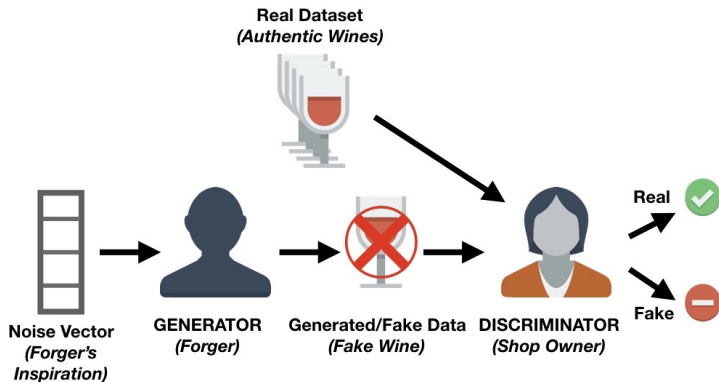 Real Dataset
(Authentic Wines)
Real
Fake
Noise Vector
(Forger's
Inspiration)
GENERATOR
(Forger)
Generated/Fake Data
(Fake Wine)
DISCRIMINATOR
(Shop Owner)